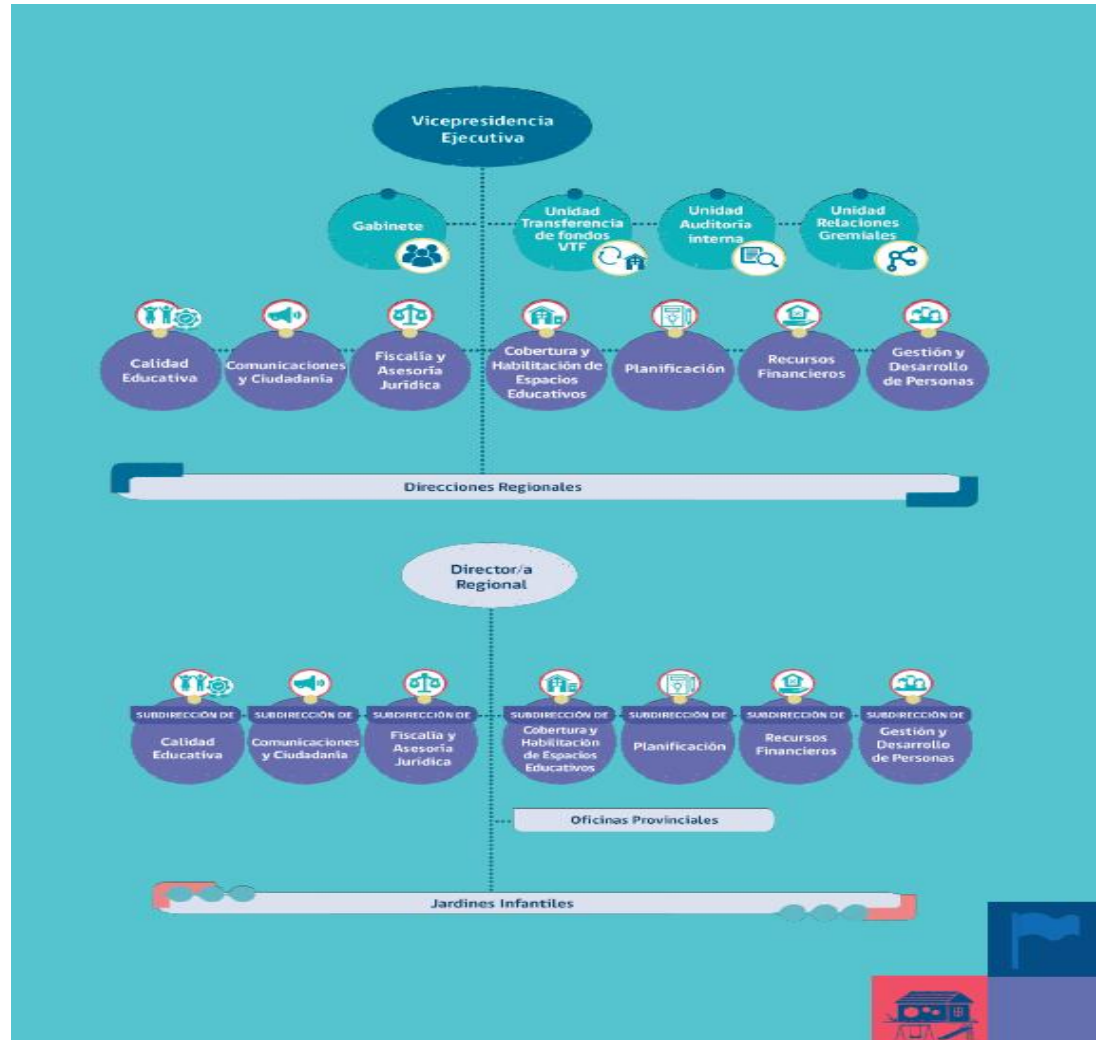 Vicepresidencia
Ejecutiva
Gabinete
Unidad
Transferencia
de fondos
VTF
Unidad
Auditoría
interna
Unidad
Relaciones
Gremiales
Calidad
Educativa
Comunicaciones
y Ciudadanía
Fiscalía y
Asesoría
Jurídica
Cobertura y
Habilitación de
Espacios
Educativos
Planificación
Recursos
Financieros
Gestión y
Desarrollo
de Personas
Direcciones Regionales
Director/a
Regional
SUBDIRECCIÓN DE
Calidad
Educativa
SUBDIRECCIÓN DE
Comunicaciones
y Ciudadanía
SUBDIRECCIÓN DE
Fiscalía y
Asesoría
Jurídica
SUBDIRECCIÓN DE
Cobertura y
Habilitación
de Espacios
Educativos
SUBDIRECCIÓN DE
Planificación
SUBDIRECCIÓN DE
Recursos
Financieros
SUBDIRECCIÓN DE
Gestión y
Desarrollo
de Personas
Oficinas Provinciales
Jardines Infantiles